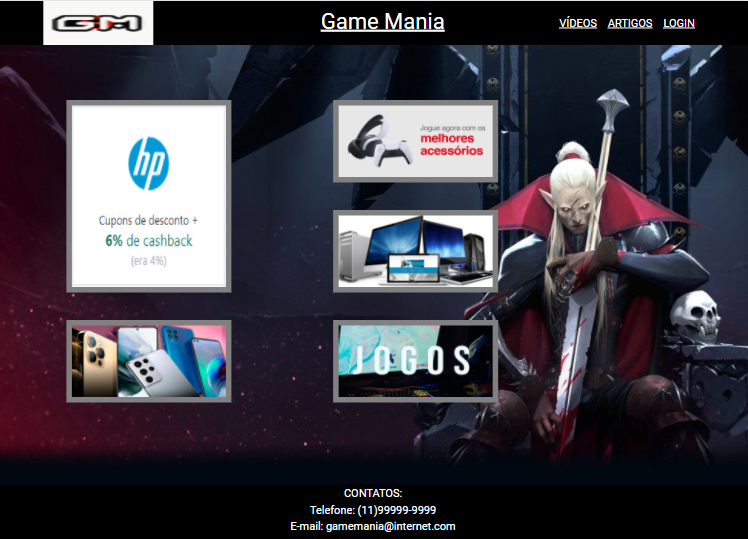 GM
Game Mania
VÍDEOS ARTIGOS LOGIN
hp
Cupons de desconto +
6% de cashback
(era 4%)
Jogue agora com os
melhores
acessórios
JOGOS
CONTATOS:
Telefone: (11)99999-9999
E-mail: gamemania@internet.com